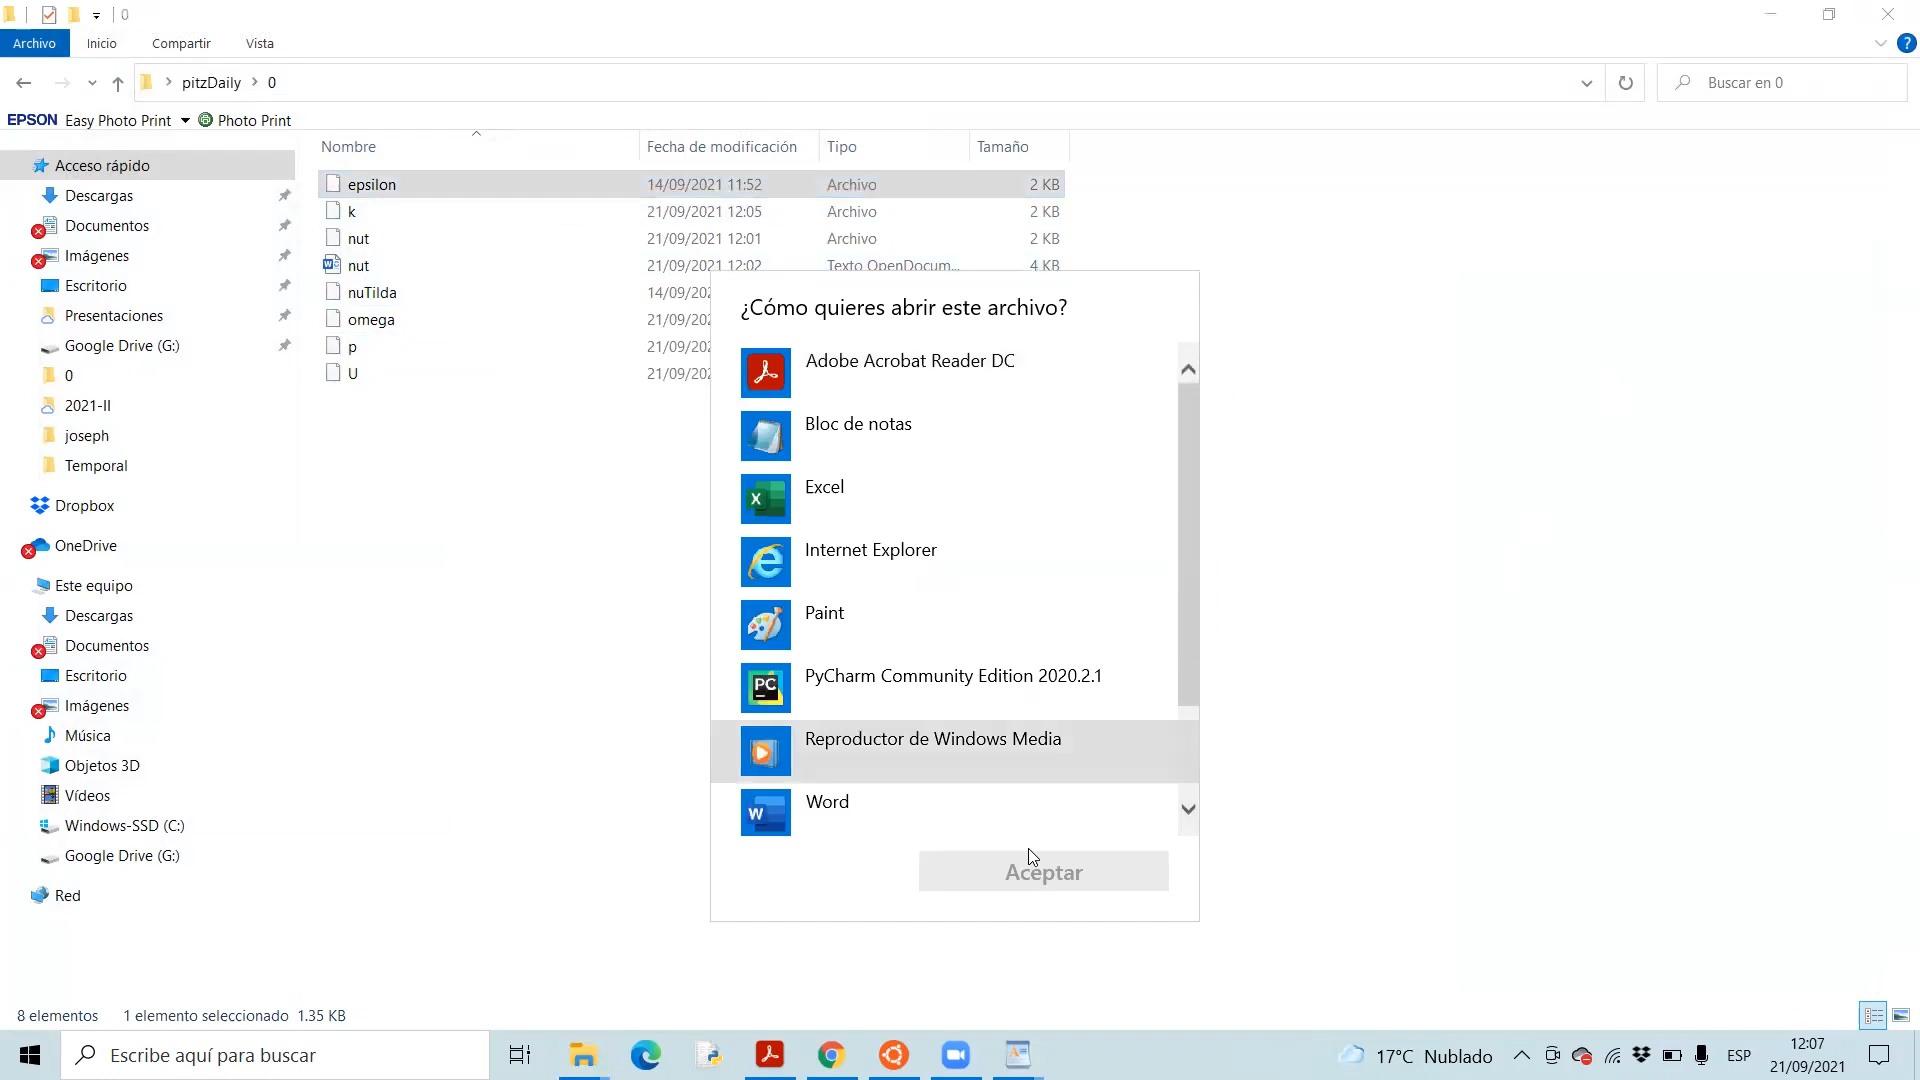 0
Archivo Inicio Compartir Vista
?
pitzDaily 0 Buscar en 0
EPSON Easy Photo Print Photo Print
Nombre Fecha de modificación Tipo Tamaño
Acceso rápido
Descargas
Documentos
Imágenes
Escritorio
Presentaciones
Google Drive (G:)
0
2021-II
joseph
Temporal
Dropbox
OneDrive
Este equipo
Descargas
Documentos
Escritorio
Imágenes
Música
Objetos 3D
Vídeos
Windows-SSD (C:)
Google Drive (G:)
Red
epsilon 14/09/2021 11:52 Archivo 2 KB
k 21/09/2021 12:05 Archivo 2 KB
nut 21/09/2021 12:01 Archivo 2 KB
nut 21/09/2021 12:02 Texto OpenDocum... 4 KB
nuTilda 14/09/202
omega 21/09/202
p 21/09/202
U 21/09/202
¿Cómo quieres abrir este archivo?
Adobe Acrobat Reader DC
Bloc de notas
Excel
Internet Explorer
Paint
PyCharm Community Edition 2020.2.1
Reproductor de Windows Media
Word
Aceptar
8 elementos 1 elemento seleccionado 1.35 KB
Escribe aquí para buscar
17°C Nublado ESP
12:07
21/09/2021